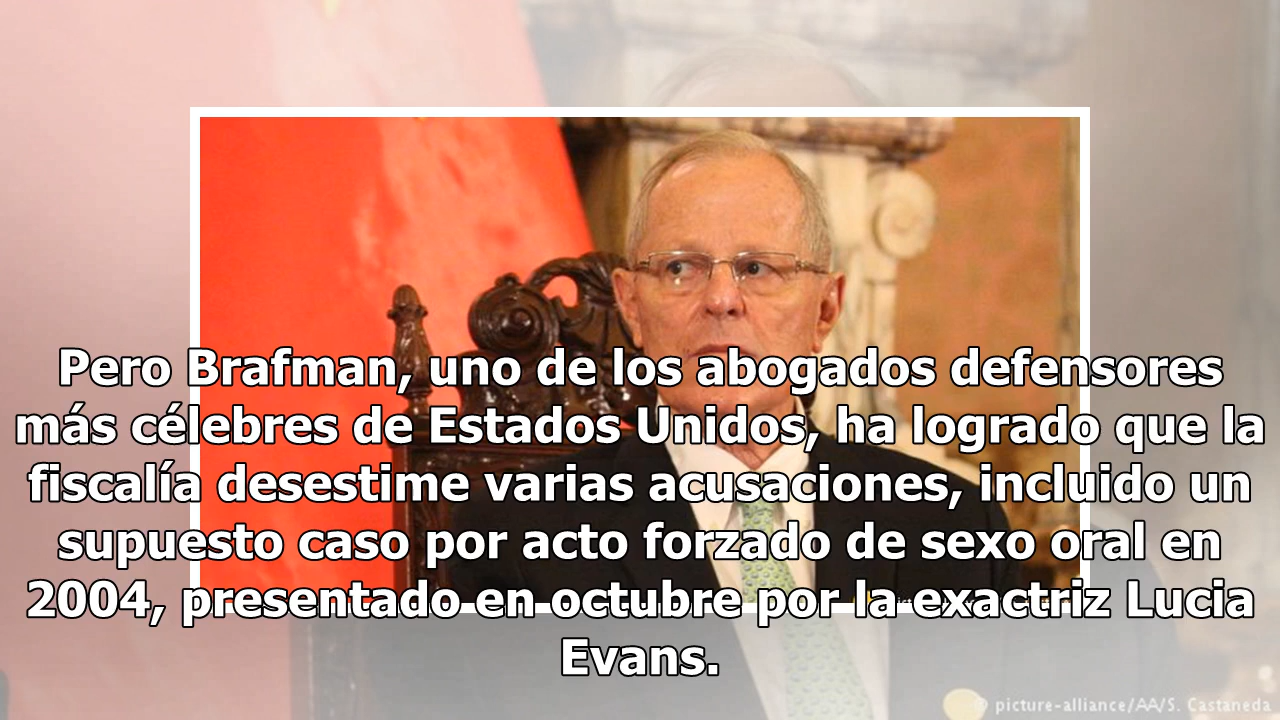 Pero Brafman, uno de los abogados defensores
más célebres de Estados Unidos, ha logrado que la
fiscalía desestime varias acusaciones, incluido un
supuesto caso por acto forzado de sexo oral en
2004, presentado en octubre por la exactriz Lucia
Evans.
© picture-alliance/AA/S. Castaneda